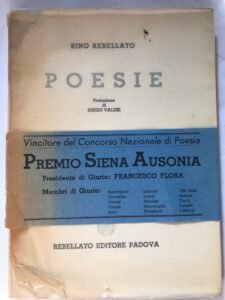 BINO REBELLATO
POESIE
Prefazione
di
DIEGO VALERI
Vincitore del Concorso Nazionale di Poesia
PREMIO SIENA AUSONIA
Presidente di Giuria: FRANCESCO FLORA
Membri di Giuria:
REBELLATO EDITORE PADOVA